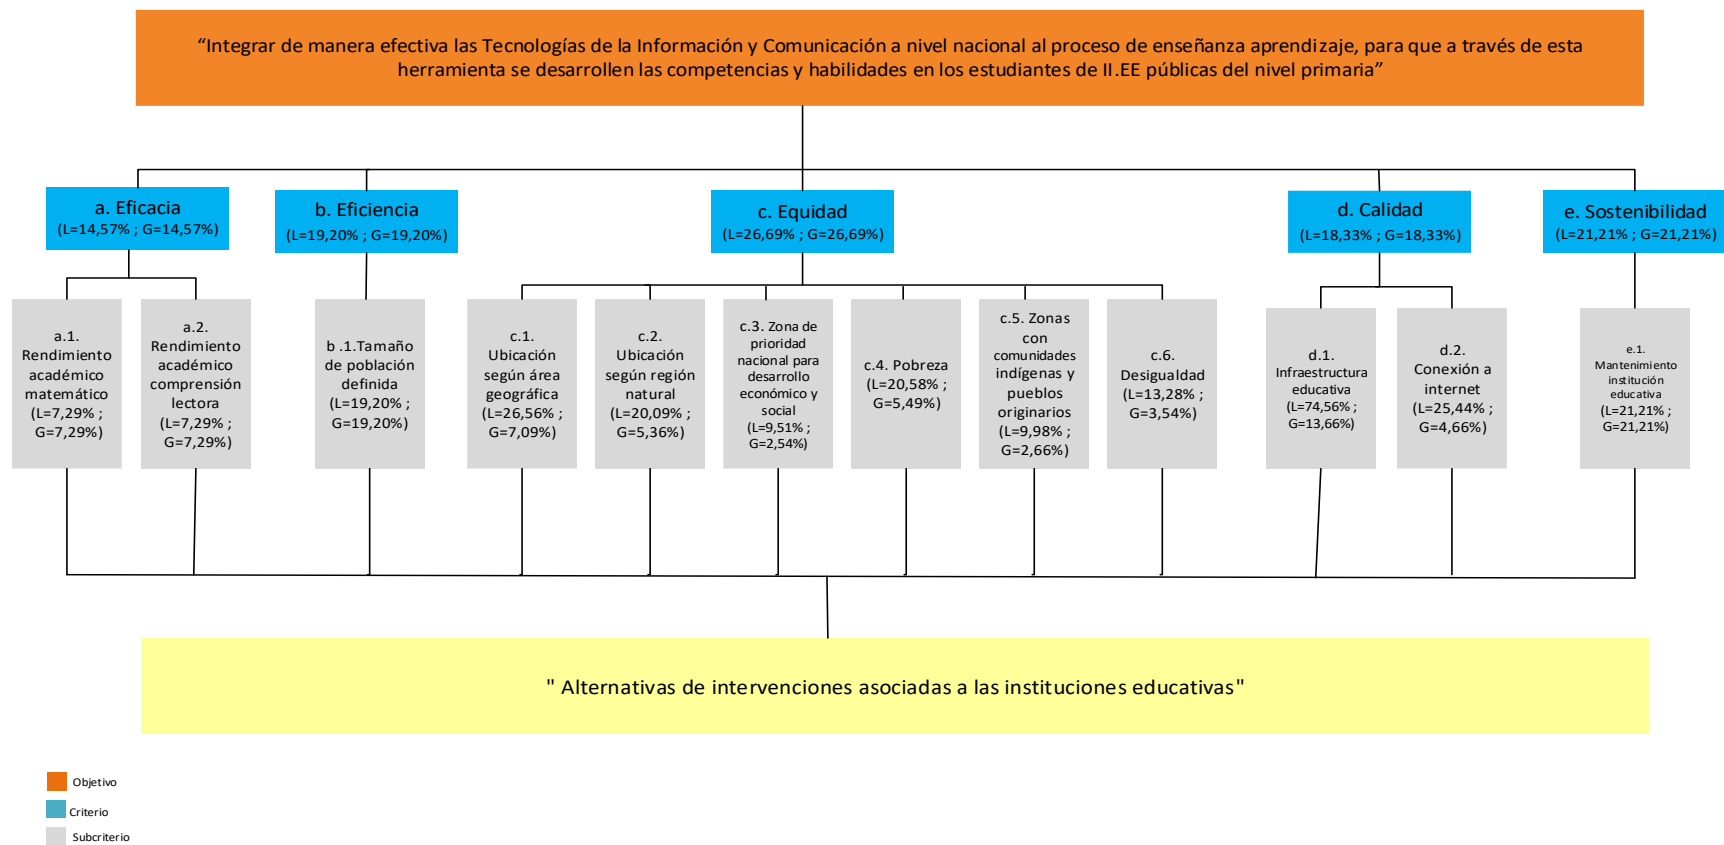 “Integrar de manera efectiva las Tecnologías de la Información y Comunicación a nivel nacional al proceso de enseñanza aprendizaje, para que a través de esta
herramienta se desarrollen las competencias y habilidades en los estudiantes de II.EE públicas del nivel primaria”
a. Eficacia
(L=14,57% ; G=14,57%)
b. Eficiencia
(L=19,20% ; G=19,20%)
c. Equidad
(L=26,69% ; G=26,69%)
d. Calidad
(L=18,33% ; G=18,33%)
e. Sostenibilidad
(L=21,21% ; G=21,21%)
a.1.
Rendimiento
académico
matemático
(L=7,29% ;
G=7,29%)
a.2.
Rendimiento
académico
comprensión
lectora
(L=7,29% ;
G=7,29%)
b .1.Tamaño
de población
definida
(L=19,20% ;
G=19,20%)
c.1.
Ubicación
según área
geográfica
(L=26,56% ;
G=7,09%)
c.2.
Ubicación
según región
natural
(L=20,09% ;
G=5,36%)
c.3. Zona de
prioridad
nacional para
desarrollo
económico y
social
(L=9,51% ;
G=2,54%)
c.4. Pobreza
(L=20,58% ;
G=5,49%)
c.5. Zonas
con
comunidades
indígenas y
pueblos
originarios
(L=9,98% ;
G=2,66%)
c.6.
Desigualdad
(L=13,28% ;
G=3,54%)
d.1.
Infraestructura
educativa
(L=74,56% ;
G=13,66%)
d.2.
Conexión a
internet
(L=25,44% ;
G=4,66%)
e.1.
Mantenimiento
institución
educativa
(L=21,21% ;
G=21,21%)
" Alternativas de intervenciones asociadas a las instituciones educativas"
Objetivo
Criterio
Subcriterio